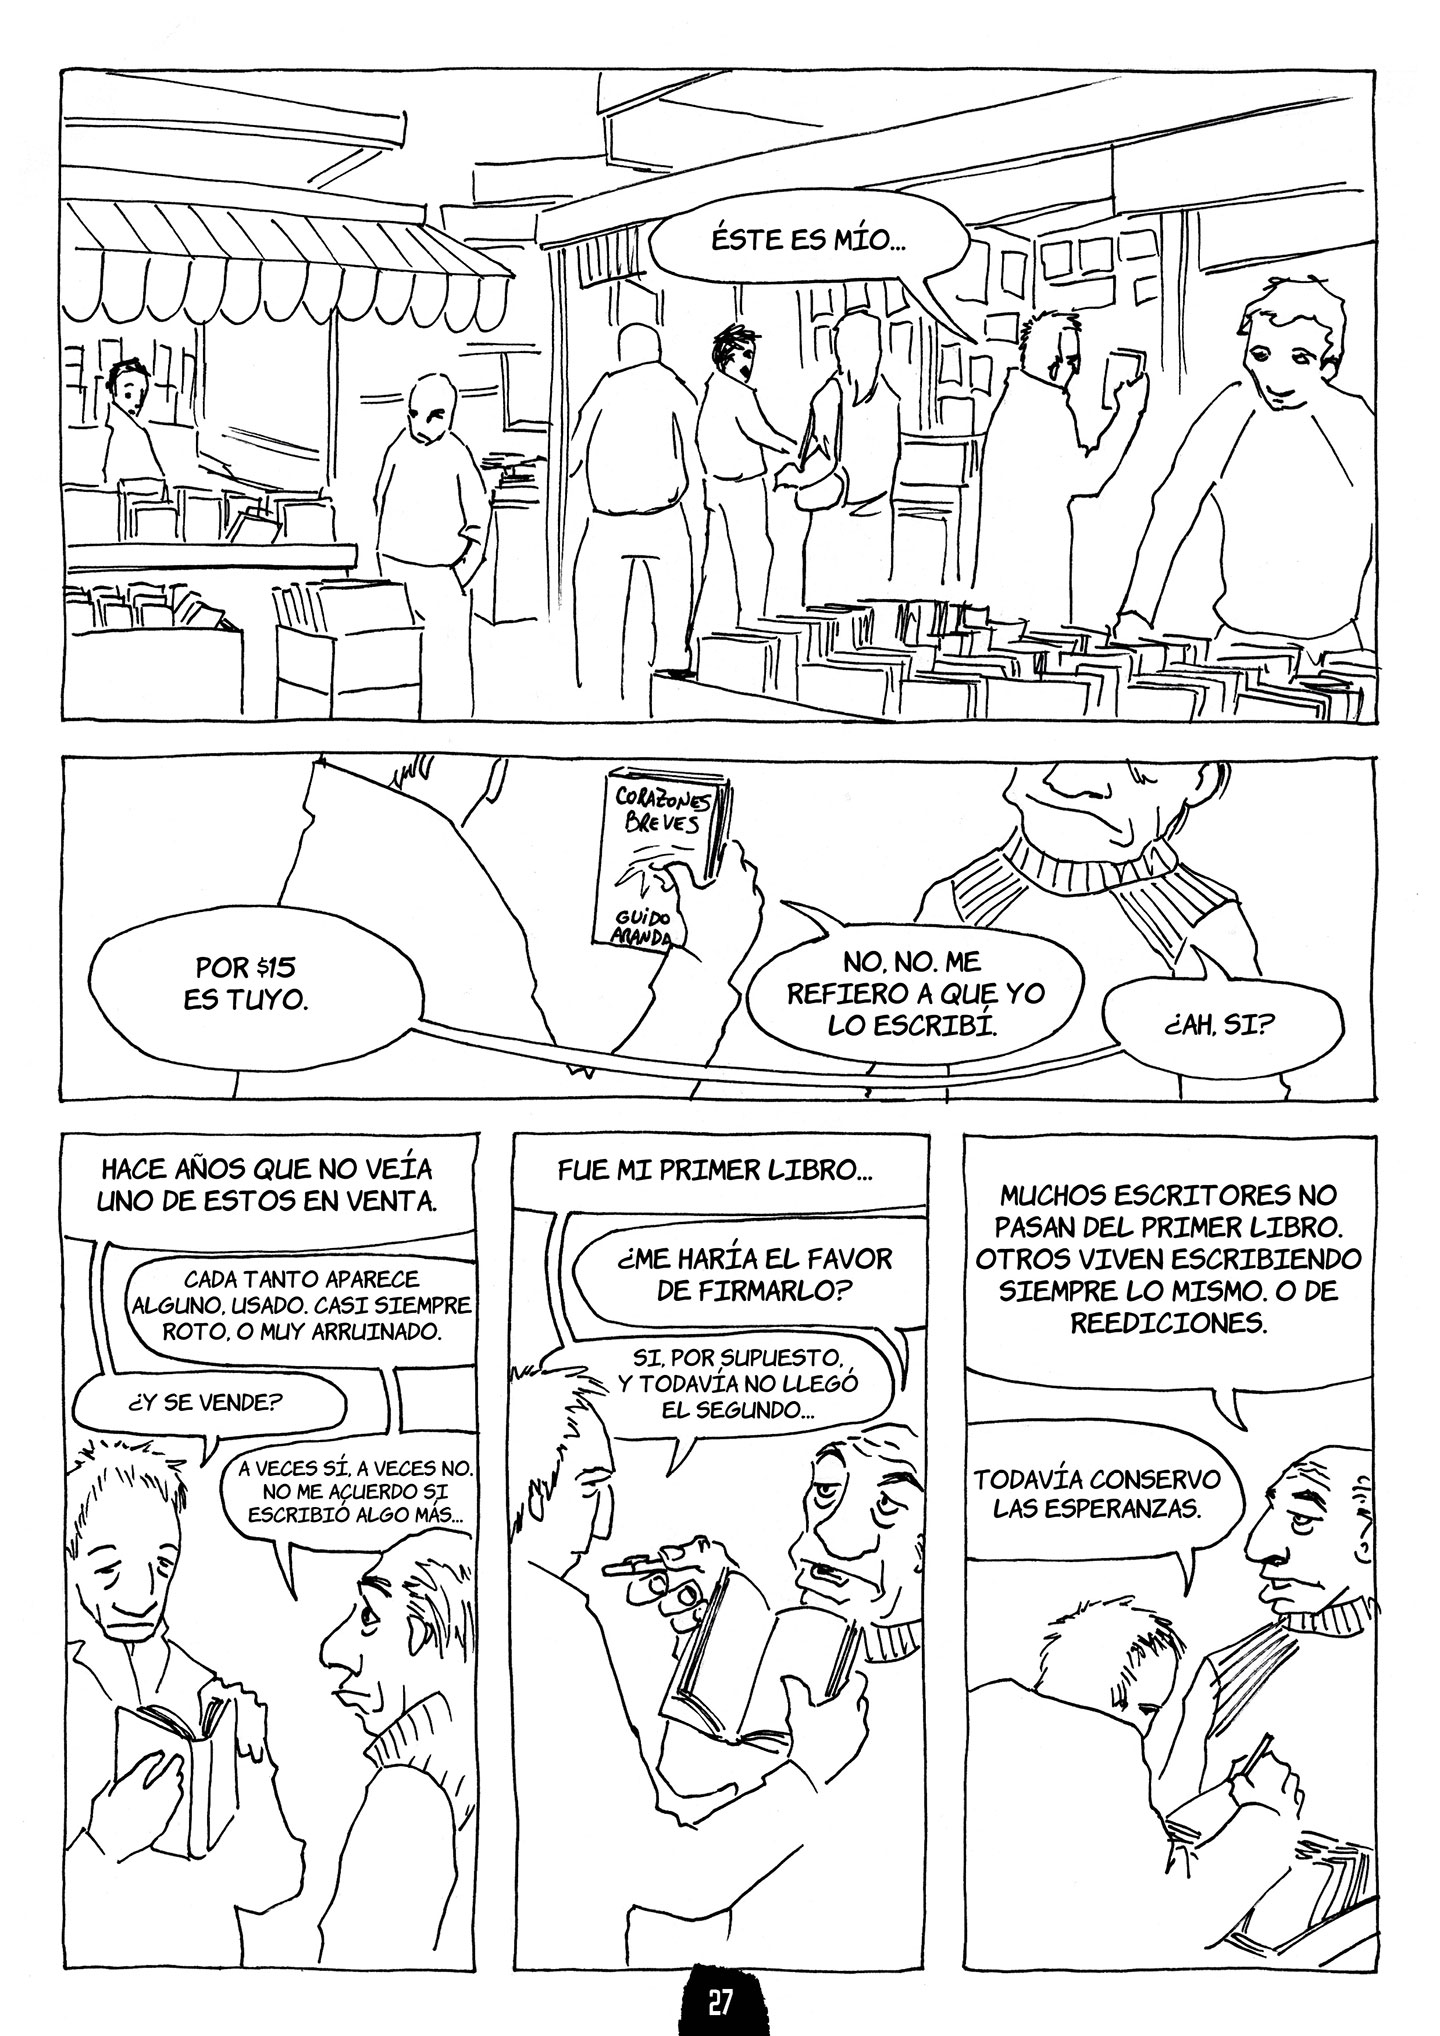 ÉSTE ES MÍO...
POR $15
ES TUYO.
CORAZONES
BREVES
GUIDO
ARANDA
NO, NO. ME
REFIERO A QUE YO
LO ESCRIBÍ.
¿AH, SI?
HACE AÑOS QUE NO VEÍA
UNO DE ESTOS EN VENTA.
CADA TANTO APARECE
ALGUNO, USADO. CASI SIEMPRE
ROTO, O MUY ARRUINADO.
¿Y SE VENDE?
A VECES SÍ, A VECES NO.
NO ME ACUERDO SI
ESCRIBIÓ ALGO MÁS...
FUE MI PRIMER LIBRO...
¿ME HARÍA EL FAVOR
DE FIRMARLO?
SI, POR SUPUESTO,
Y TODAVÍA NO LLEGÓ
EL SEGUNDO...
MUCHOS ESCRITORES NO
PASAN DEL PRIMER LIBRO.
OTROS VIVEN ESCRIBIENDO
SIEMPRE LO MISMO. O DE
REEDICIONES.
TODAVÍA CONSERVO
LAS ESPERANZAS.
27